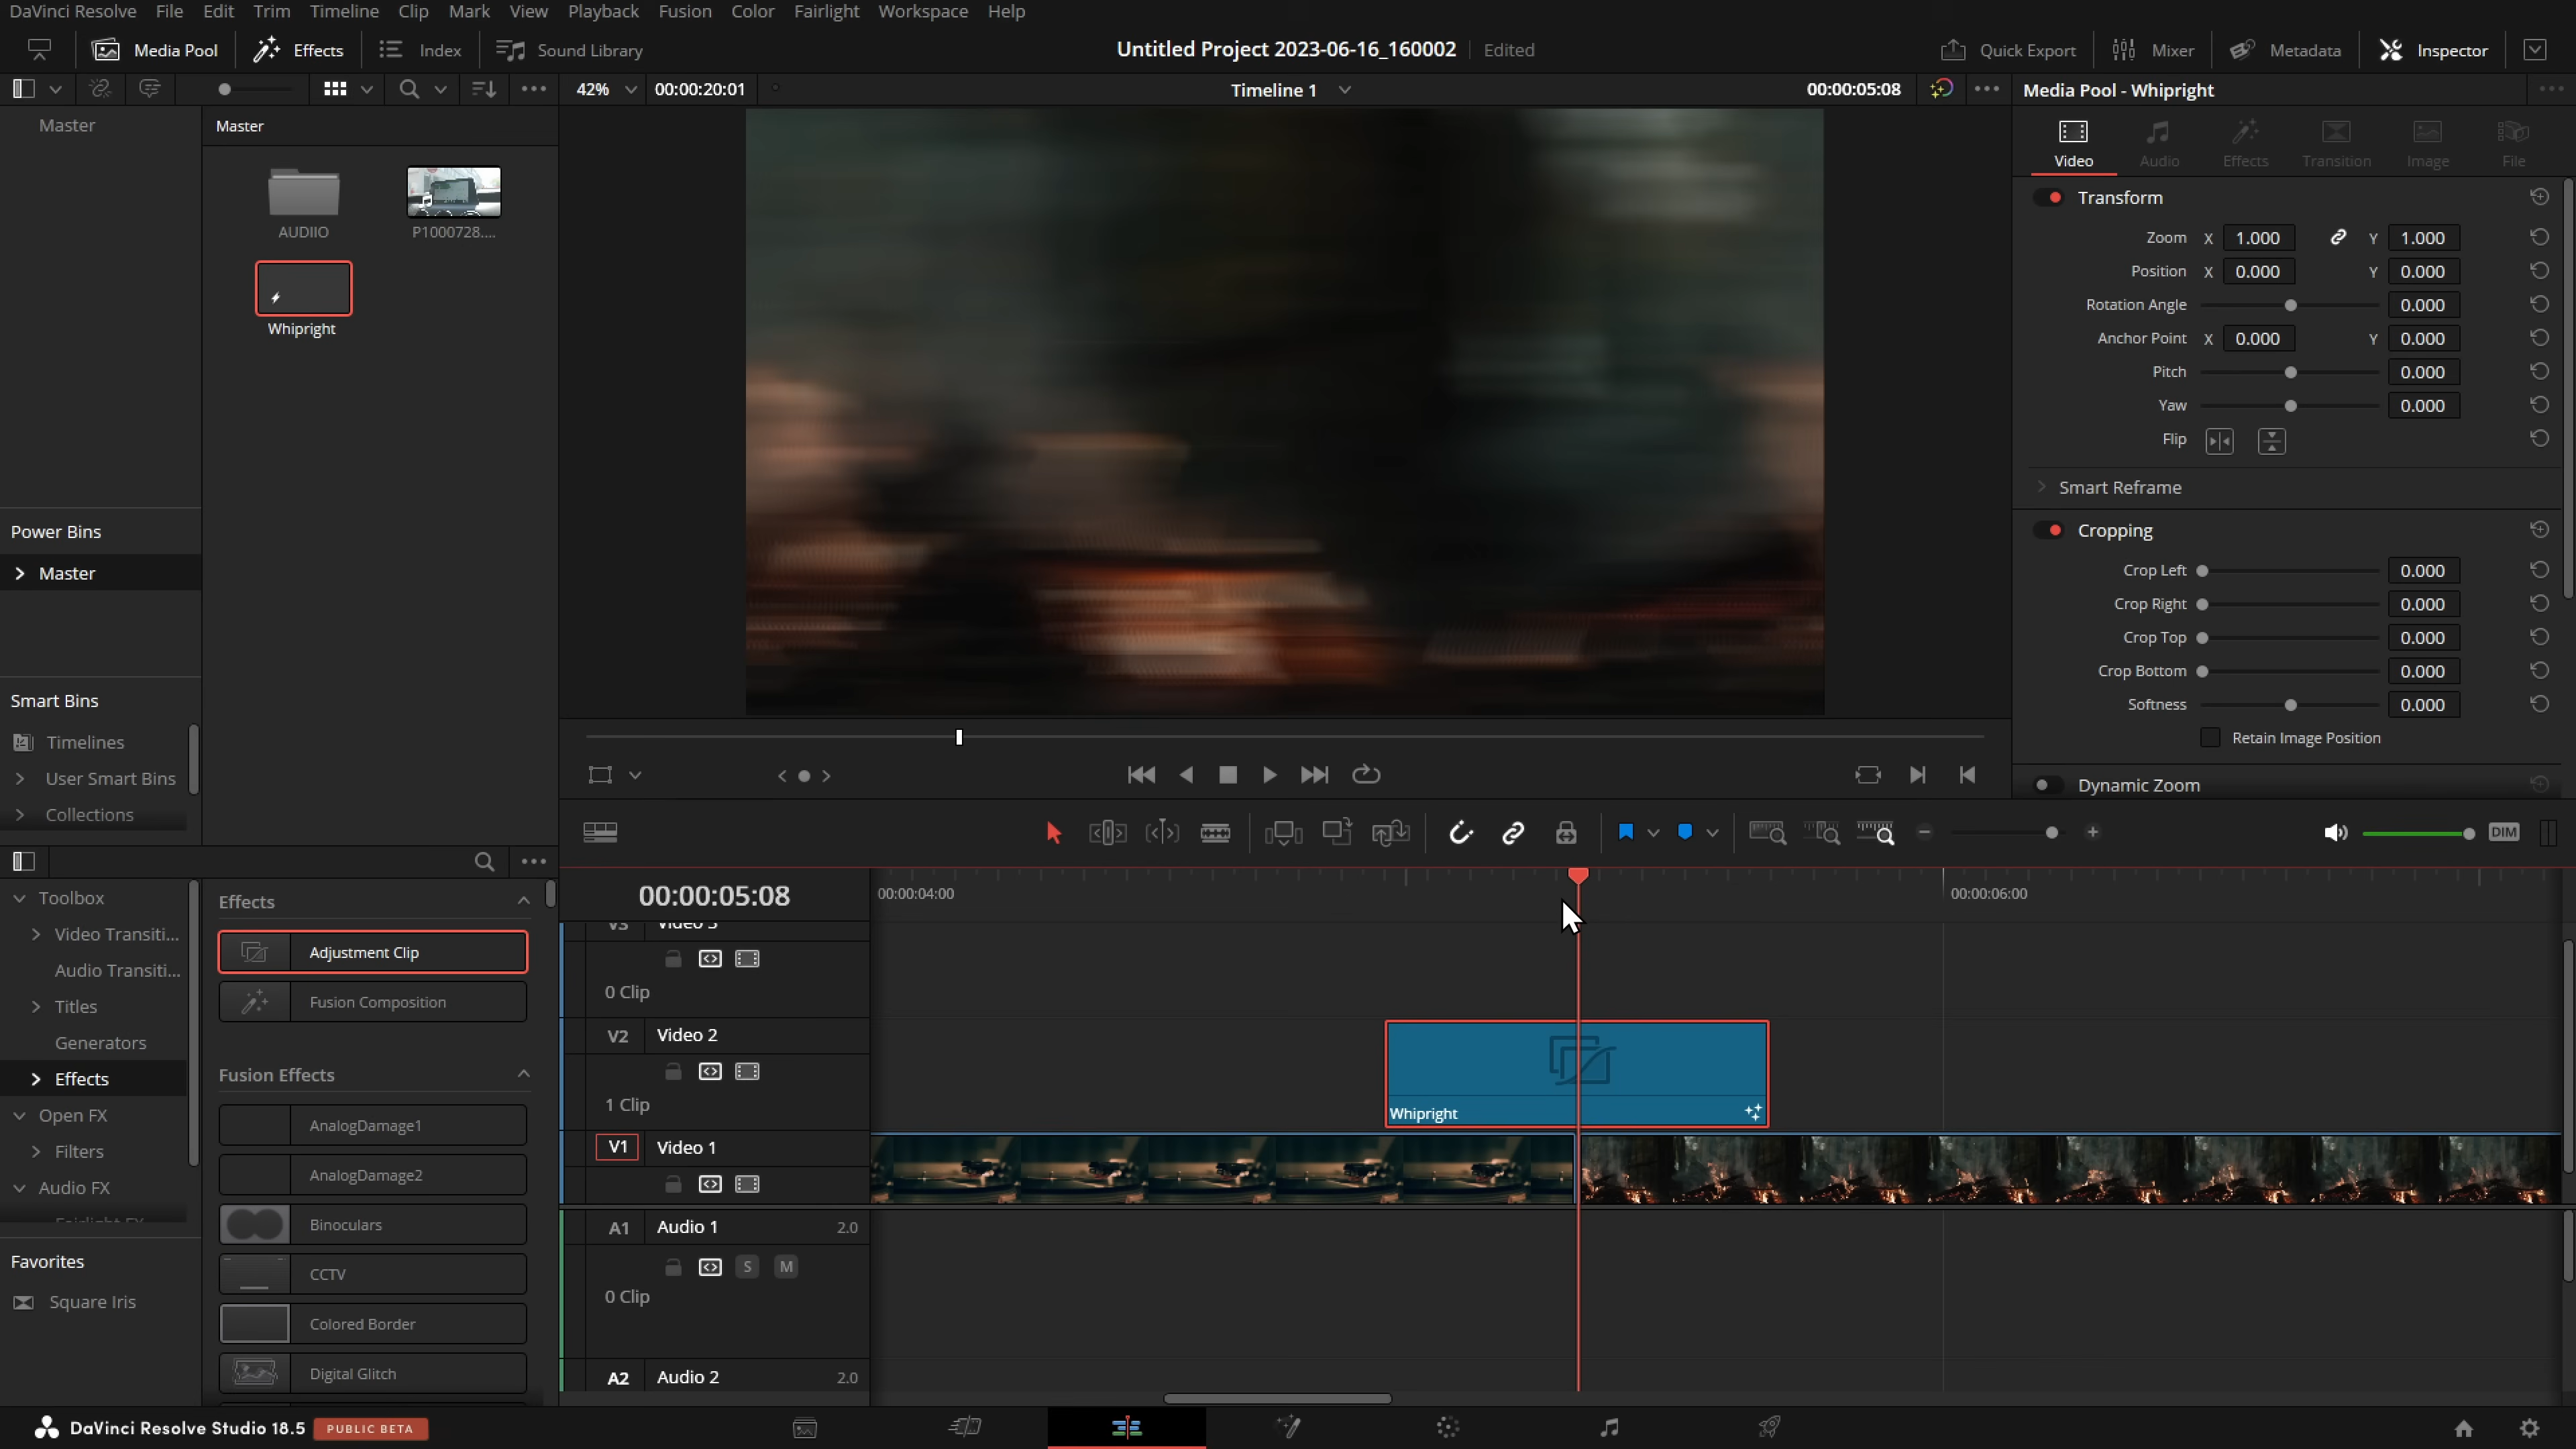 DaVinci Resolve File Edit Trim Timeline Clip Mark View Playback Fusion Color Fairlight Workspace Help
Media Pool Effects Index Sound Library Untitled Project 2023-06-16_160002 Edited Quick Export Mixer Metadata Inspector
42% 00:00:20:01 Timeline 1 00:00:05:08 Media Pool - Whipright
Master
Master
AUDIIO
P1000728....
Whipright
Power Bins
Master
Smart Bins
Timelines
User Smart Bins
Collections
Video Audio Effects Transition Image File
Transform
Zoom X 1.000 Y 1.000
Position X 0.000 Y 0.000
Rotation Angle 0.000
Anchor Point X 0.000 Y 0.000
Pitch 0.000
Yaw 0.000
Flip
Smart Reframe
Cropping
Crop Left 0.000
Crop Right 0.000
Crop Top 0.000
Crop Bottom 0.000
Softness 0.000
Retain Image Position
Dynamic Zoom
DIM
Toolbox
Video Transiti...
Audio Transiti...
Titles
Generators
Effects
Open FX
Filters
Audio FX
Fairlight FX
Favorites
Square Iris
Effects
Adjustment Clip
Fusion Composition
Fusion Effects
AnalogDamage1
AnalogDamage2
Binoculars
CCTV
Colored Border
Digital Glitch
00:00:05:08
00:00:04:00
00:00:06:00
V3 Video 3
0 Clip
V2 Video 2
1 Clip
Whipright
V1 Video 1
A1 Audio 1 2.0
S M
0 Clip
A2 Audio 2 2.0
DaVinci Resolve Studio 18.5 PUBLIC BETA